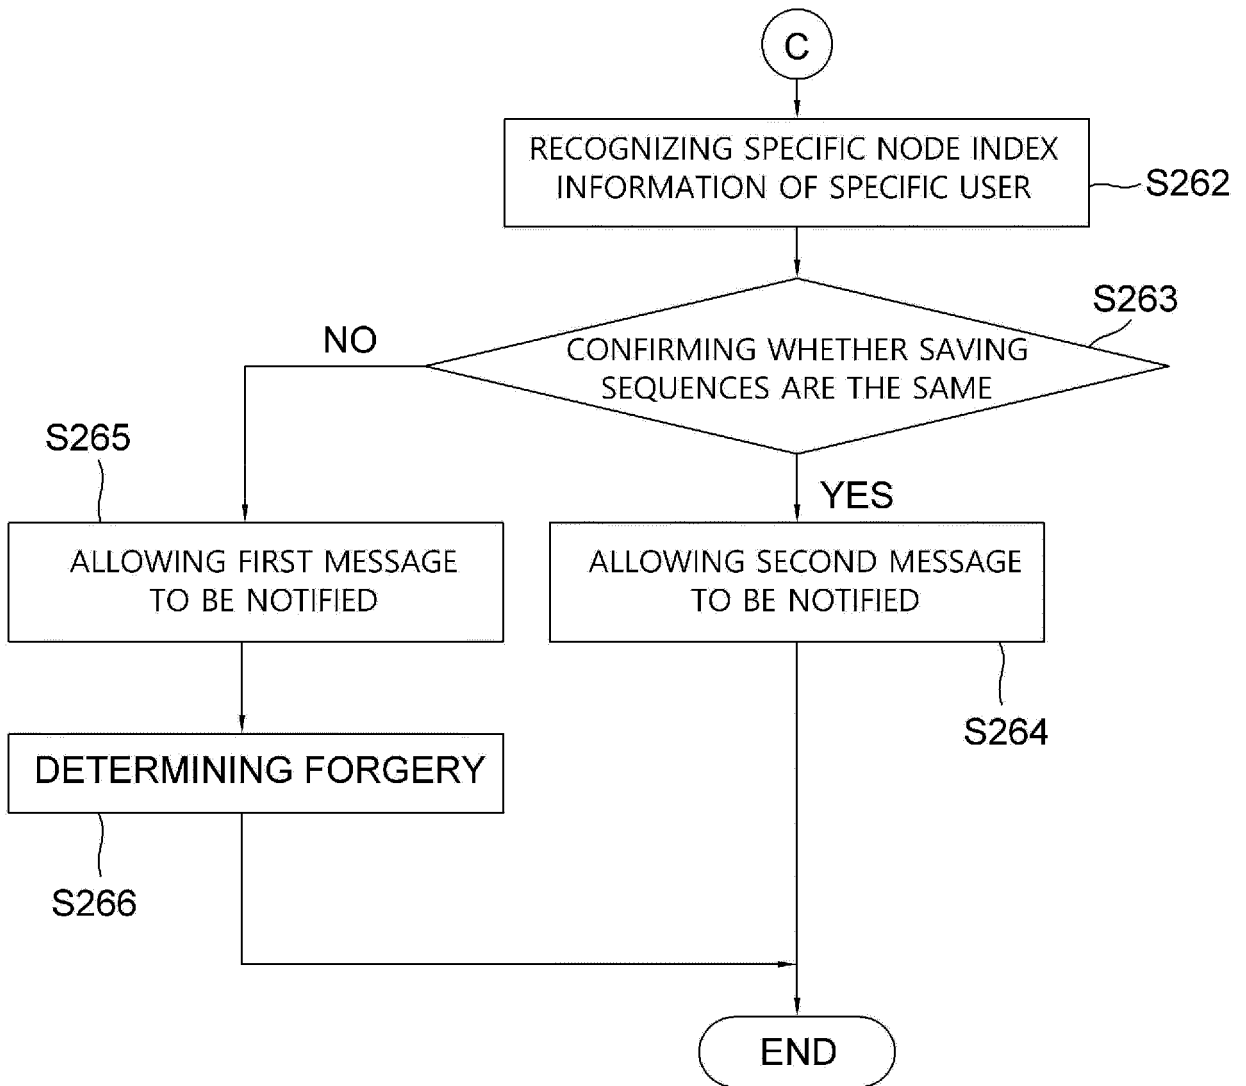 C
RECOGNIZING SPECIFIC NODE INDEX
INFORMATION OF SPECIFIC USER
S262
S263
NO
CONFIRMING WHETHER SAVING
SEQUENCES ARE THE SAME
S265
YES
ALLOWING FIRST MESSAGE
TO BE NOTIFIED
ALLOWING SECOND MESSAGE
TO BE NOTIFIED
S264
DETERMINING FORGERY
S266
END